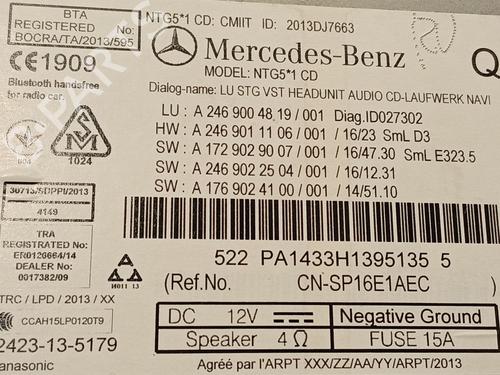 BTA
REGISTERED No:
BOCRA/TA/2013/595
NTG5*1 CD: CMIIT ID: 2013DJ7663
CE1909
Mercedes-Benz
Bluetooth handsfree
for radio car.
MODEL: NTG5*1 CD
Dialog-name: LU STG VST HEADUNIT AUDIO CD-LAUFWERK NAVI
LU : A 246 900 48 19 /001 Diag.ID027302
HW : A 246 901 11 06 /001 / 16/23 SmL D3
SW : A 172 902 90 07 /001 / 16/47.30 SmL E323.5
SW : A 246 902 25 04 /001 / 16/12.31
SW : A 176 902 41 00 /001 / 14/51.10
1024
30713/SDPPI/2013
4149
TRA
REGISTERED No:
ER0126664/14
DEALER No:
0017382/09
522 PA1433H1395135 5
(Ref.No.) CN-SP16E1AEC
TRC / LPD / 2013 / XX
CCAH15LP0120T9
DC 12V Negative Ground
Speaker 4Ω FUSE 15A
2423-13-5179
anasonic
Agréé par l'ARPT XXX/ZZ/AA/YY/ARPT/2013